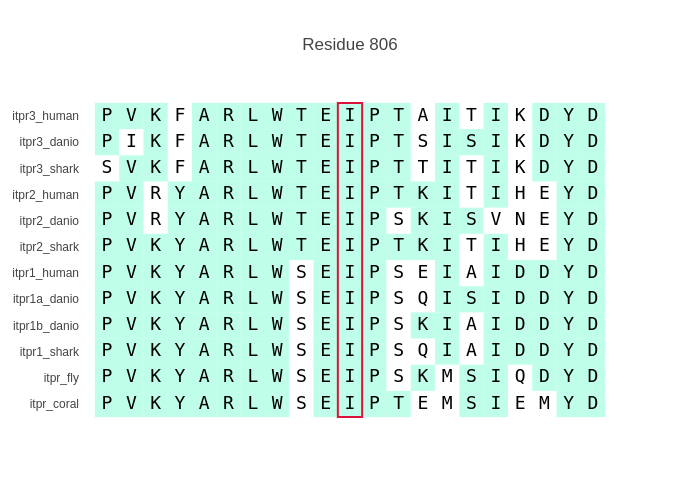 Residue 806
itpr3_human P V K F A R L W T E I P T A I T I K D Y D
itpr3_danio P I K F A R L W T E I P T S I S I K D Y D
itpr3_shark S V K F A R L W T E I P T T I T I K D Y D
itpr2_human P V R Y A R L W T E I P T K I T I H E Y D
itpr2_danio P V R Y A R L W T E I P S K I S V N E Y D
itpr2_shark P V K Y A R L W T E I P T K I T I H E Y D
itpr1_human P V K Y A R L W S E I P S E I A I D D Y D
itpr1a_danio P V K Y A R L W S E I P S Q I S I D D Y D
itpr1b_danio P V K Y A R L W S E I P S K I A I D D Y D
itpr1_shark P V K Y A R L W S E I P S Q I A I D D Y D
itpr_fly P V K Y A R L W S E I P S K M S I Q D Y D
itpr_coral P V K Y A R L W S E I P T E M S I E M Y D